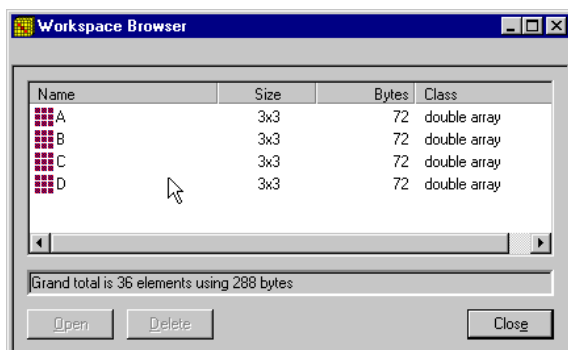 Workspace Browser
Name Size Bytes Class
A 3x3 72 double array
B 3x3 72 double array
C 3x3 72 double array
D 3x3 72 double array
Grand total is 36 elements using 288 bytes
Open Delete Close